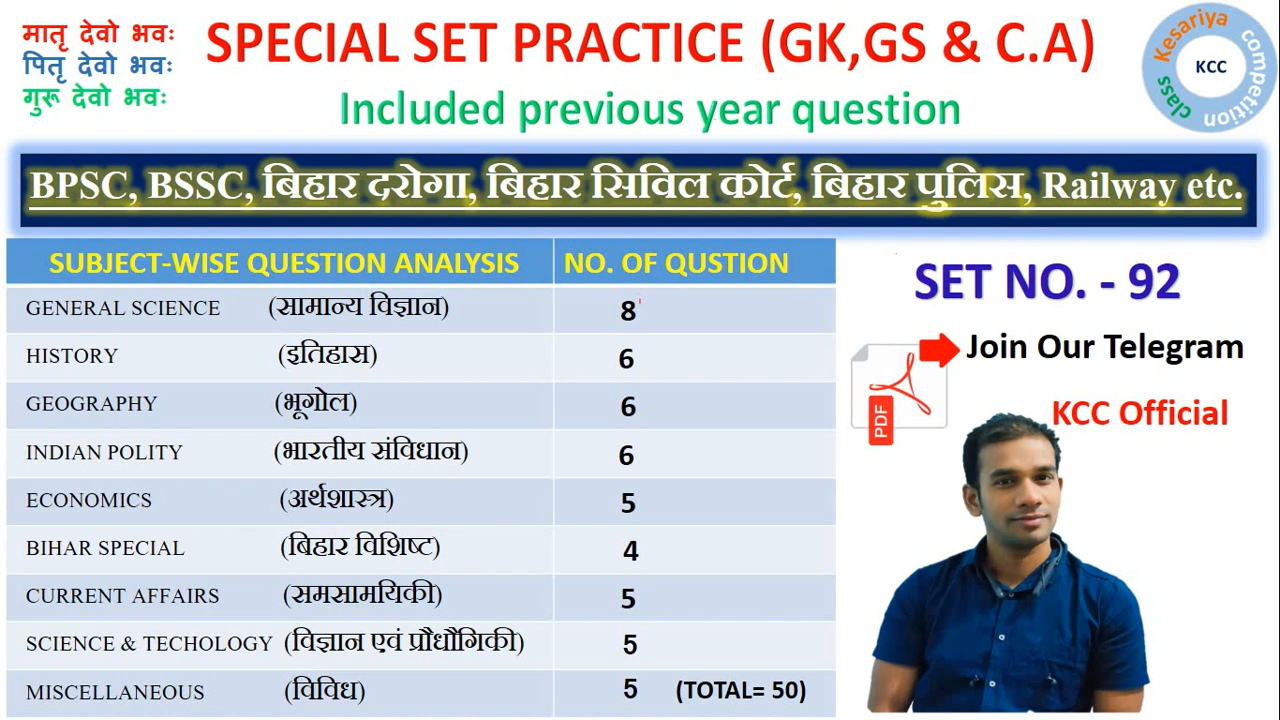 मातृ देवो भवः
पितृ देवो भवः
गुरू देवो भवः
SPECIAL SET PRACTICE (GK,GS & C.A)
Included previous year question
Kesariya competition class
KCC
BPSC, BSSC, बिहार दरोगा, बिहार सिविल कोर्ट, बिहार पुलिस, Railway etc.
SUBJECT-WISE QUESTION ANALYSIS NO. OF QUSTION
GENERAL SCIENCE (सामान्य विज्ञान) 8
HISTORY (इतिहास) 6
GEOGRAPHY (भूगोल) 6
INDIAN POLITY (भारतीय संविधान) 6
ECONOMICS (अर्थशास्त्र) 5
BIHAR SPECIAL (बिहार विशिष्ट) 4
CURRENT AFFAIRS (समसामयिकी) 5
SCIENCE & TECHOLOGY (विज्ञान एवं प्रौधौगिकी) 5
MISCELLANEOUS (विविध) 5 (TOTAL= 50)
SET NO. - 92
Join Our Telegram
KCC Official
PDF